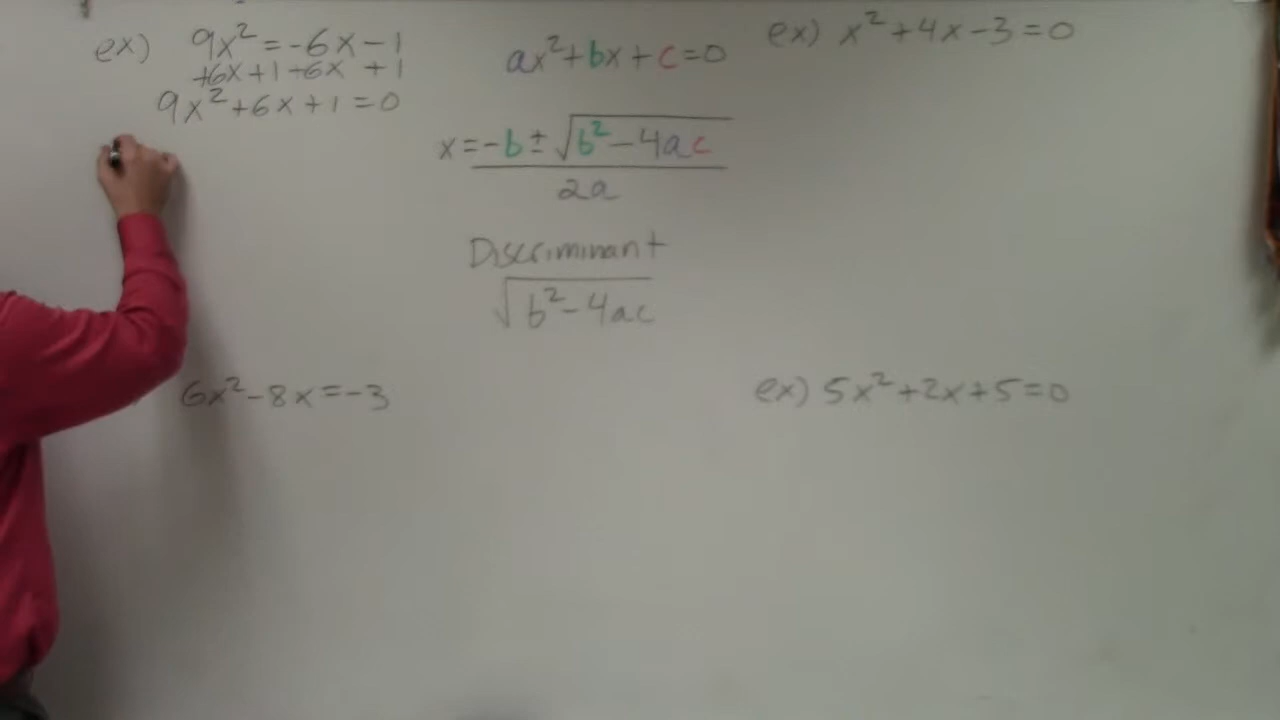 ex) 9x² = -6x - 1
+6x + 1 +6x + 1
9x² + 6x + 1 = 0
ax² + bx + c = 0
x = -b ± √b² - 4ac
2a
Discriminant
√b² - 4ac
6x² - 8x = -3
ex) x² + 4x - 3 = 0
ex) 5x² + 2x + 5 = 0